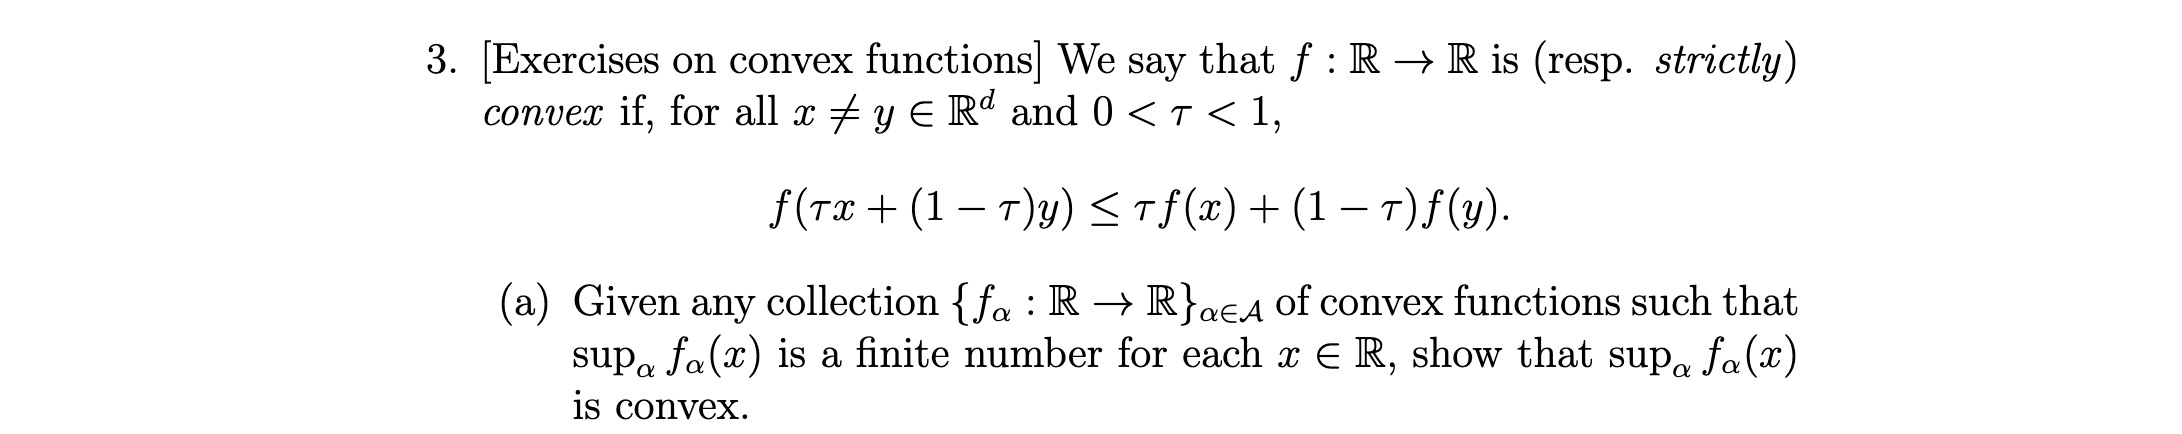 3. [Exercises on convex functions] We say that f : ℝ → ℝ is (resp. strictly)
convex if, for all x ≠ y ∈ ℝᵈ and 0 < τ < 1,
f(τx + (1 − τ)y) ≤ τf(x) + (1 − τ)f(y).
(a) Given any collection {f_α : ℝ → ℝ}_{α∈𝒜} of convex functions such that
sup_α f_α(x) is a finite number for each x ∈ ℝ, show that sup_α f_α(x)
is convex.